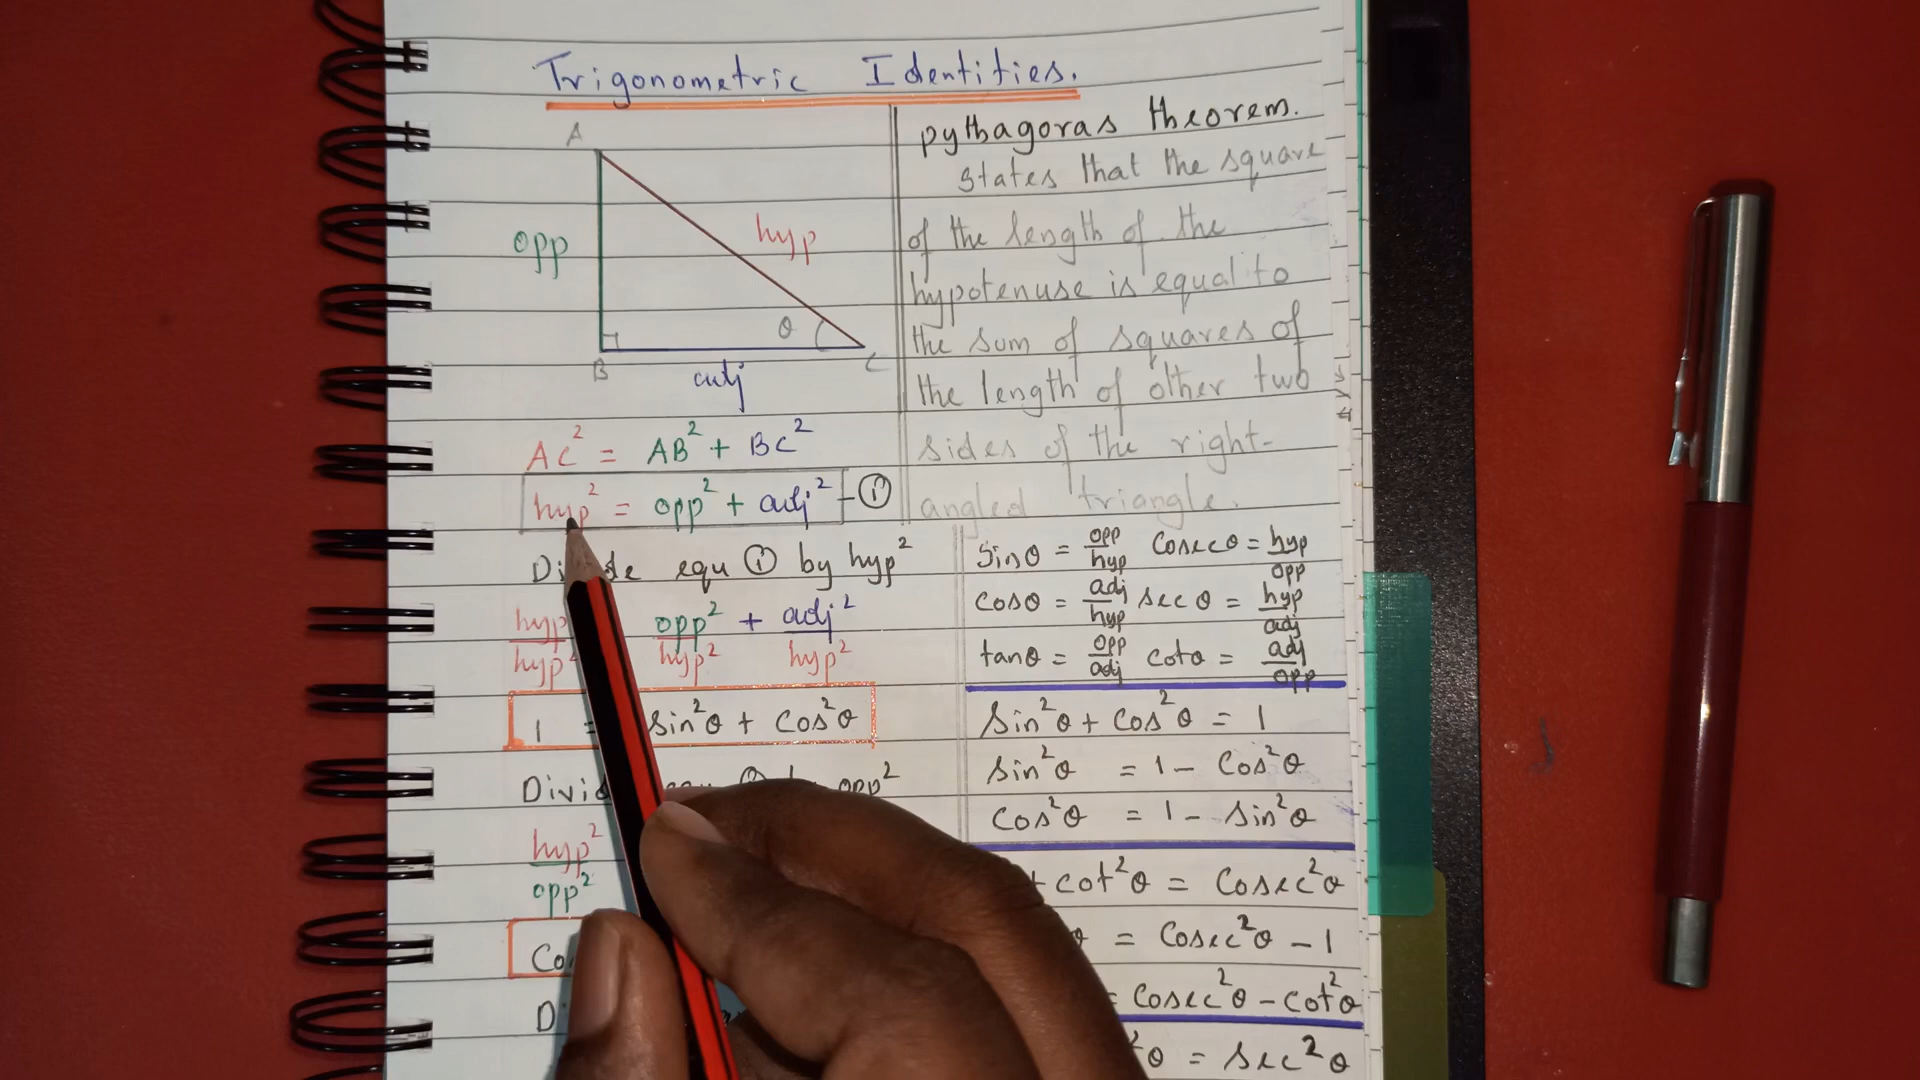 Trigonometric Identities.
A
opp
hyp
θ
B
adj
C
AC² = AB² + BC²
hyp² = opp² + adj² - ①
equ ① by hyp²
hyp opp² + adj²
hyp² hyp² hyp²
1 = sin²θ + Cos²θ
opp²
hyp²
opp²
pythagoras theorem.
states that the square
of the length of the
hypotenuse is equal to
the sum of squares of
the length of other two
sides of the right-
angled triangle.
Sinθ = opp/hyp Cosecθ = hyp/opp
cosθ = adj/hyp secθ = hyp/adj
tanθ = opp/adj cotθ = adj/opp
Sin²θ + Cos²θ = 1
Sin²θ = 1 - Cos²θ
Cos²θ = 1 - Sin²θ
+ cot²θ = Cosec²θ
θ = Cosec²θ - 1
= Cosec²θ - cot²θ
²θ = Sec²θ